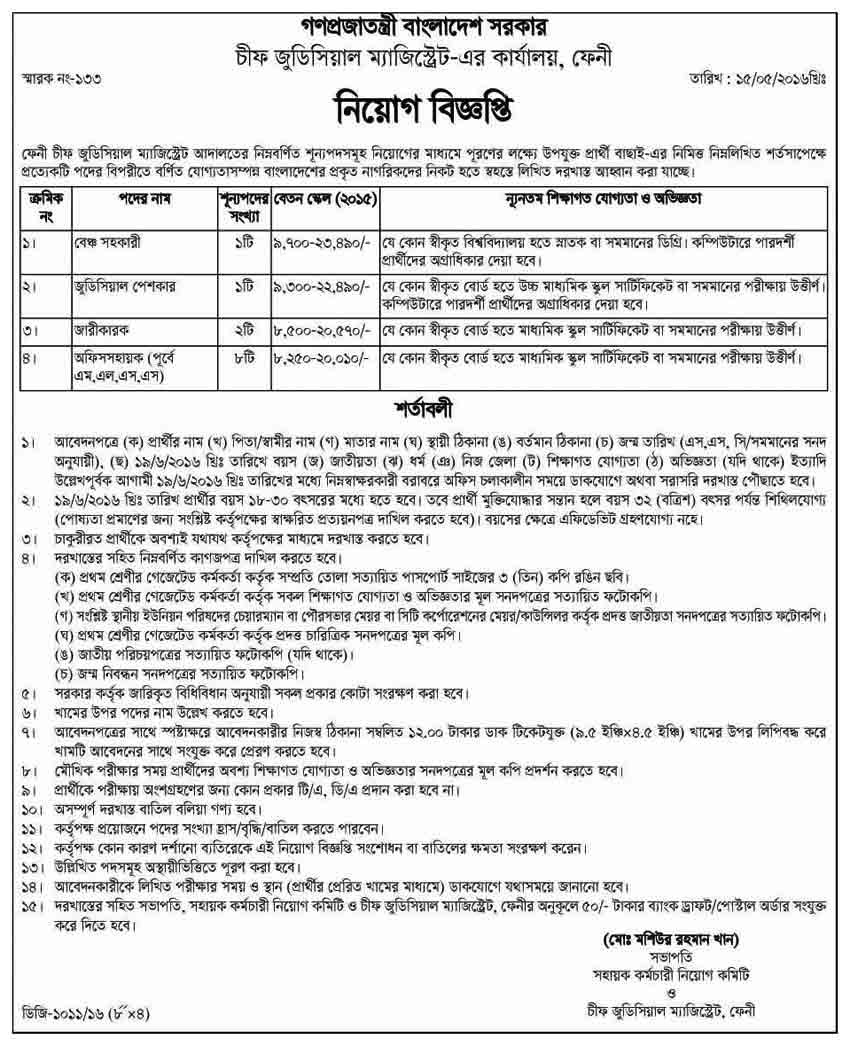 গণপ্রজাতন্ত্রী বাংলাদেশ সরকার
চীফ জুডিসিয়াল ম্যাজিস্ট্রেট-এর কার্যালয়, ফেনী
স্মারক নং-১৩৩
তারিখ : ১৫/০৫/২০১৬খ্রিঃ
নিয়োগ বিজ্ঞপ্তি
ফেনী চীফ জুডিসিয়াল ম্যাজিস্ট্রেট আদালতের নিম্নবর্ণিত শূন্যপদসমূহ নিয়োগের মাধ্যমে পূরণের লক্ষ্যে উপযুক্ত প্রার্থী বাছাই-এর নিমিত্ত নিম্নলিখিত শর্তসাপেক্ষে
প্রত্যেকটি পদের বিপরীতে বর্ণিত যোগ্যতাসম্পন্ন বাংলাদেশের প্রকৃত নাগরিকদের নিকট হতে স্বহস্তে লিখিত দরখাস্ত আহ্বান করা যাচ্ছে।
ক্রমিক নং পদের নাম শূন্যপদের সংখ্যা বেতন স্কেল (২০১৫) ন্যূনতম শিক্ষাগত যোগ্যতা ও অভিজ্ঞতা
১। বেঞ্চ সহকারী ১টি ৯,৭০০-২৩,৪৯০/- যে কোন স্বীকৃত বিশ্ববিদ্যালয় হতে স্নাতক বা সমমানের ডিগ্রি। কম্পিউটারে পারদর্শী
প্রার্থীদের অগ্রাধিকার দেয়া হবে।
২। জুডিসিয়াল পেশকার ১টি ৯,৩০০-২২,৪৯০/- যে কোন স্বীকৃত বোর্ড হতে উচ্চ মাধ্যমিক স্কুল সার্টিফিকেট বা সমমানের পরীক্ষায় উত্তীর্ণ।
কম্পিউটারে পারদর্শী প্রার্থীদের অগ্রাধিকার দেয়া হবে।
৩। জারীকারক ২টি ৮,৫০০-২০,৫৭০/- যে কোন স্বীকৃত বোর্ড হতে মাধ্যমিক স্কুল সার্টিফিকেট বা সমমানের পরীক্ষায় উত্তীর্ণ।
৪। অফিসসহায়ক (পূর্বে ৮টি ৮,২৫০-২০,০১০/- যে কোন স্বীকৃত বোর্ড হতে মাধ্যমিক স্কুল সার্টিফিকেট বা সমমানের পরীক্ষায় উত্তীর্ণ।
এম,এল,এস,এস)
শর্তাবলী
১। আবেদনপত্রে (ক) প্রার্থীর নাম (খ) পিতা/স্বামীর নাম (গ) মাতার নাম (ঘ) স্থায়ী ঠিকানা (ঙ) বর্তমান ঠিকানা (চ) জন্ম তারিখ (এস,এস, সি/সমমানের সনদ
অনুযায়ী), (ছ) ১৯/৬/২০১৬ খ্রিঃ তারিখে বয়স (জ) জাতীয়তা (ঝ) ধর্ম (ঞ) নিজ জেলা (ট) শিক্ষাগত যোগ্যতা (ঠ) অভিজ্ঞতা (যদি থাকে) ইত্যাদি
উল্লেখপূর্বক আগামী ১৯/৬/২০১৬ খ্রিঃ তারিখের মধ্যে নিম্নস্বাক্ষরকারী বরাবরে অফিস চলাকালীন সময়ে ডাকযোগে অথবা সরাসরি দরখাস্ত পৌছাতে হবে।
২। ১৯/৬/২০১৬ খ্রিঃ তারিখ প্রার্থীর বয়স ১৮-৩০ বৎসরের মধ্যে হতে হবে। তবে প্রার্থী মুক্তিযোদ্ধার সন্তান হলে বয়স ৩২ (বত্রিশ) বৎসর পর্যন্ত শিথিলযোগ্য
(পোষ্যতা প্রমাণের জন্য সংশ্লিষ্ট কর্তৃপক্ষের স্বাক্ষরিত প্রত্যয়নপত্র দাখিল করতে হবে)। বয়সের ক্ষেত্রে এফিডেভিট গ্রহণযোগ্য নহে।
৩। চাকুরীরত প্রার্থীকে অবশ্যই যথাযথ কর্তৃপক্ষের মাধ্যমে দরখাস্ত করতে হবে।
৪। দরখাস্তের সহিত নিম্নবর্ণিত কাগজপত্র দাখিল করতে হবে।
(ক) প্রথম শ্রেণীর গেজেটেড কর্মকর্তা কর্তৃক সম্প্রতি তোলা সত্যায়িত পাসপোর্ট সাইজের ৩ (তিন) কপি রঙিন ছবি।
(খ) প্রথম শ্রেণীর গেজেটেড কর্মকর্তা কর্তৃক সকল শিক্ষাগত যোগ্যতা ও অভিজ্ঞতার মূল সনদপত্রের সত্যায়িত ফটোকপি।
(গ) সংশ্লিষ্ট স্থানীয় ইউনিয়ন পরিষদের চেয়ারম্যান বা পৌরসভার মেয়র বা সিটি কর্পোরেশনের মেয়র/কাউন্সিলর কর্তৃক প্রদত্ত জাতীয়তা সনদপত্রের সত্যায়িত ফটোকপি।
(ঘ) প্রথম শ্রেণীর গেজেটেড কর্মকর্তা কর্তৃক প্রদত্ত চারিত্রিক সনদপত্রের মূল কপি।
(ঙ) জাতীয় পরিচয়পত্রের সত্যায়িত ফটোকপি (যদি থাকে)।
(চ) জন্ম নিবন্ধন সনদপত্রের সত্যায়িত ফটোকপি।
৫। সরকার কর্তৃক জারিকৃত বিধিবিধান অনুযায়ী সকল প্রকার কোটা সংরক্ষণ করা হবে।
৬। খামের উপর পদের নাম উল্লেখ করতে হবে।
৭। আবেদনপত্রের সাথে স্পষ্টাক্ষরে আবেদনকারীর নিজস্ব ঠিকানা সম্বলিত ১২.০০ টাকার ডাক টিকেটযুক্ত (৯.৫ ইঞ্চি×৪.৫ ইঞ্চি) খামের উপর লিপিবদ্ধ করে
খামটি আবেদনের সাথে সংযুক্ত করে প্রেরণ করতে হবে।
৮। মৌখিক পরীক্ষার সময় প্রার্থীদের অবশ্য শিক্ষাগত যোগ্যতা ও অভিজ্ঞতার সনদপত্রের মূল কপি প্রদর্শন করতে হবে।
৯। প্রার্থীকে পরীক্ষায় অংশগ্রহণের জন্য কোন প্রকার টি/এ, ডি/এ প্রদান করা হবে না।
১০। অসম্পূর্ণ দরখাস্ত বাতিল বলিয়া গণ্য হবে।
১১। কর্তৃপক্ষ প্রয়োজনে পদের সংখ্যা হ্রাস/বৃদ্ধি/বাতিল করতে পারবেন।
১২। কর্তৃপক্ষ কোন কারণ দর্শানো ব্যতিরেকে এই নিয়োগ বিজ্ঞপ্তি সংশোধন বা বাতিলের ক্ষমতা সংরক্ষণ করেন।
১৩। উল্লিখিত পদসমূহ অস্থায়ীভিত্তিতে পূরণ করা হবে।
১৪। আবেদনকারীকে লিখিত পরীক্ষার সময় ও স্থান (প্রার্থীর প্রেরিত খামের মাধ্যমে) ডাকযোগে যথাসময়ে জানানো হবে।
১৫। দরখাস্তের সহিত সভাপতি, সহায়ক কর্মচারী নিয়োগ কমিটি ও চীফ জুডিসিয়াল ম্যাজিস্ট্রেট, ফেনীর অনুকূলে ৫০/- টাকার ব্যাংক ড্রাফট/পোস্টাল অর্ডার সংযুক্ত
করে দিতে হবে।
(মোঃ মশিউর রহমান খান)
সভাপতি
সহায়ক কর্মচারী নিয়োগ কমিটি
ও
চীফ জুডিসিয়াল ম্যাজিস্ট্রেট, ফেনী
ডিজি-১০১১/১৬ (৮˝×৪)